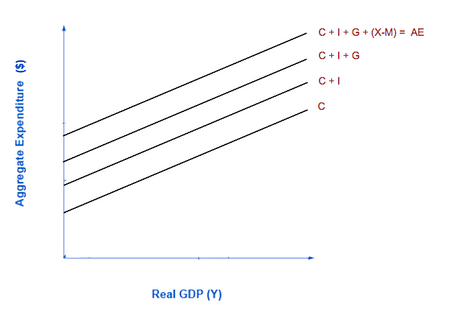 C + I + G + (X-M) = AE
C + I + G
C + I
C
Aggregate Expenditure ($)
Real GDP (Y)